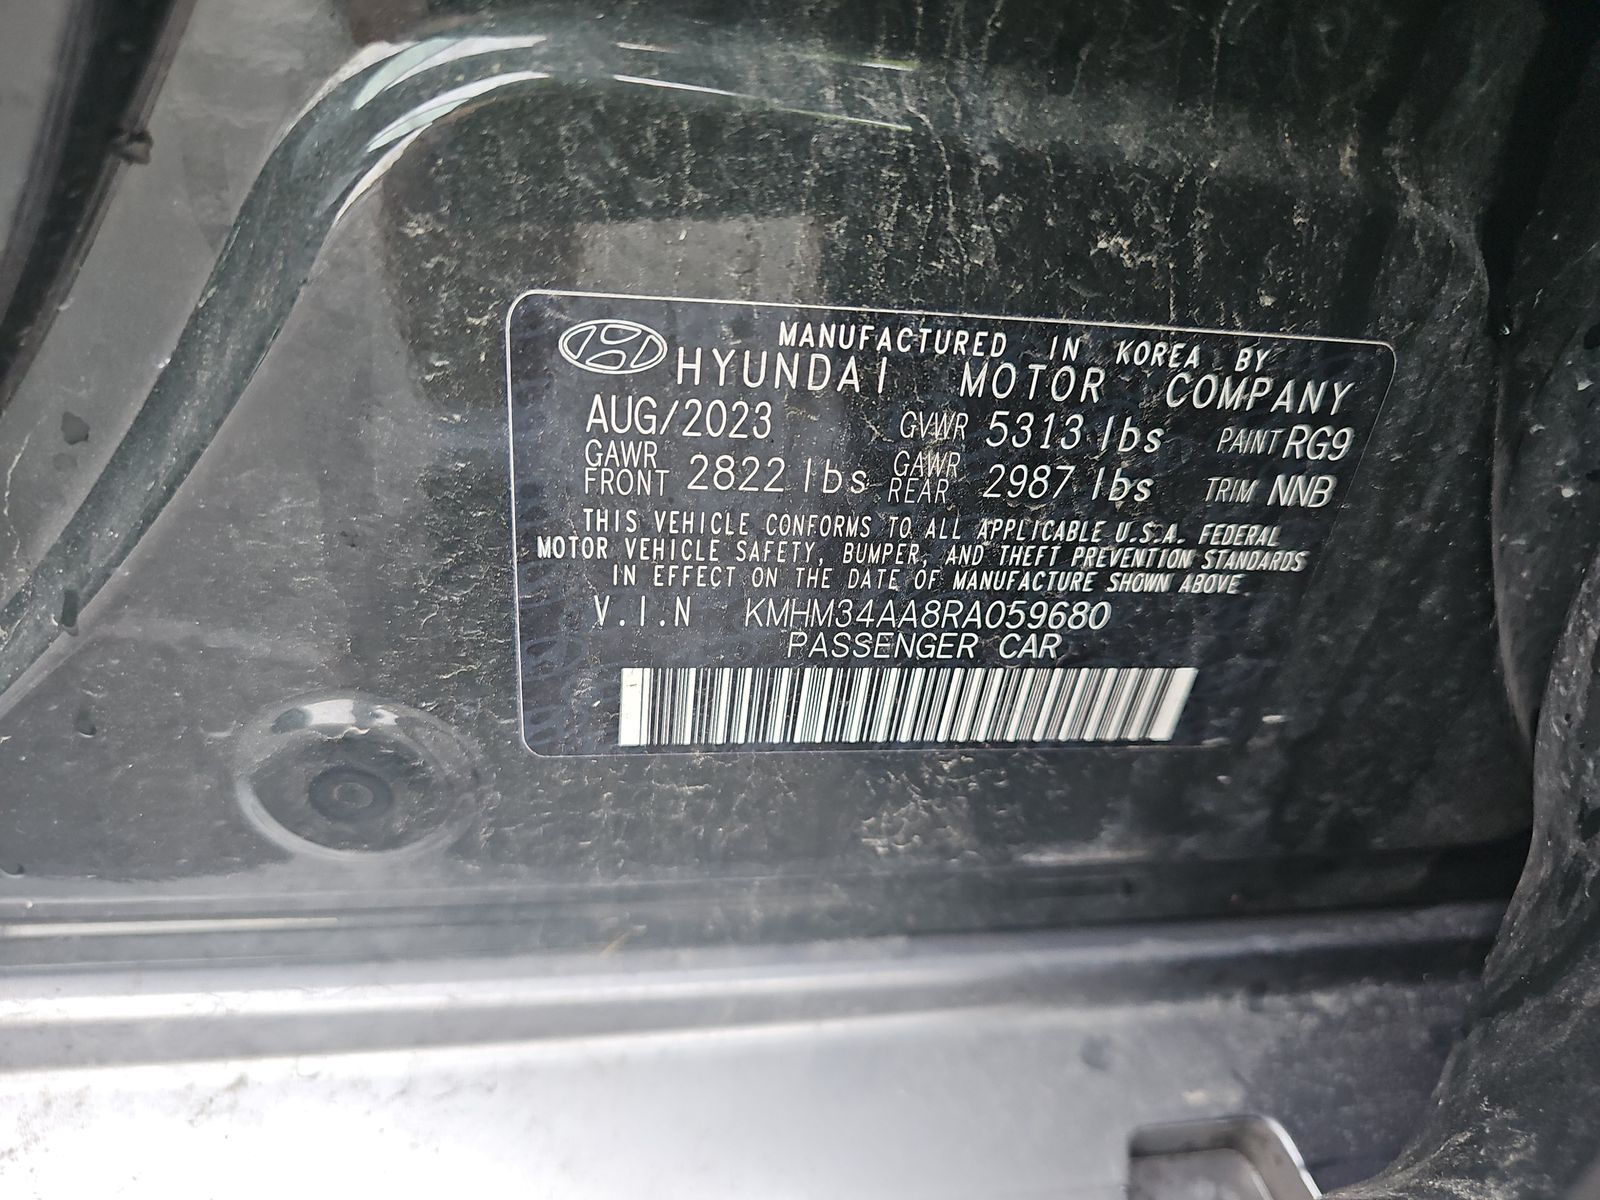 MANUFACTURED IN KOREA BY
HYUNDAI MOTOR COMPANY
AUG/2023 GVWR 5313 lbs PAINT RG9
GAWR FRONT 2822 lbs GAWR REAR 2987 lbs TRIM NNB
THIS VEHICLE CONFORMS TO ALL APPLICABLE U.S.A. FEDERAL
MOTOR VEHICLE SAFETY, BUMPER, AND THEFT PREVENTION STANDARDS
IN EFFECT ON THE DATE OF MANUFACTURE SHOWN ABOVE.
V.I.N KMHM34AA8RA059680
PASSENGER CAR